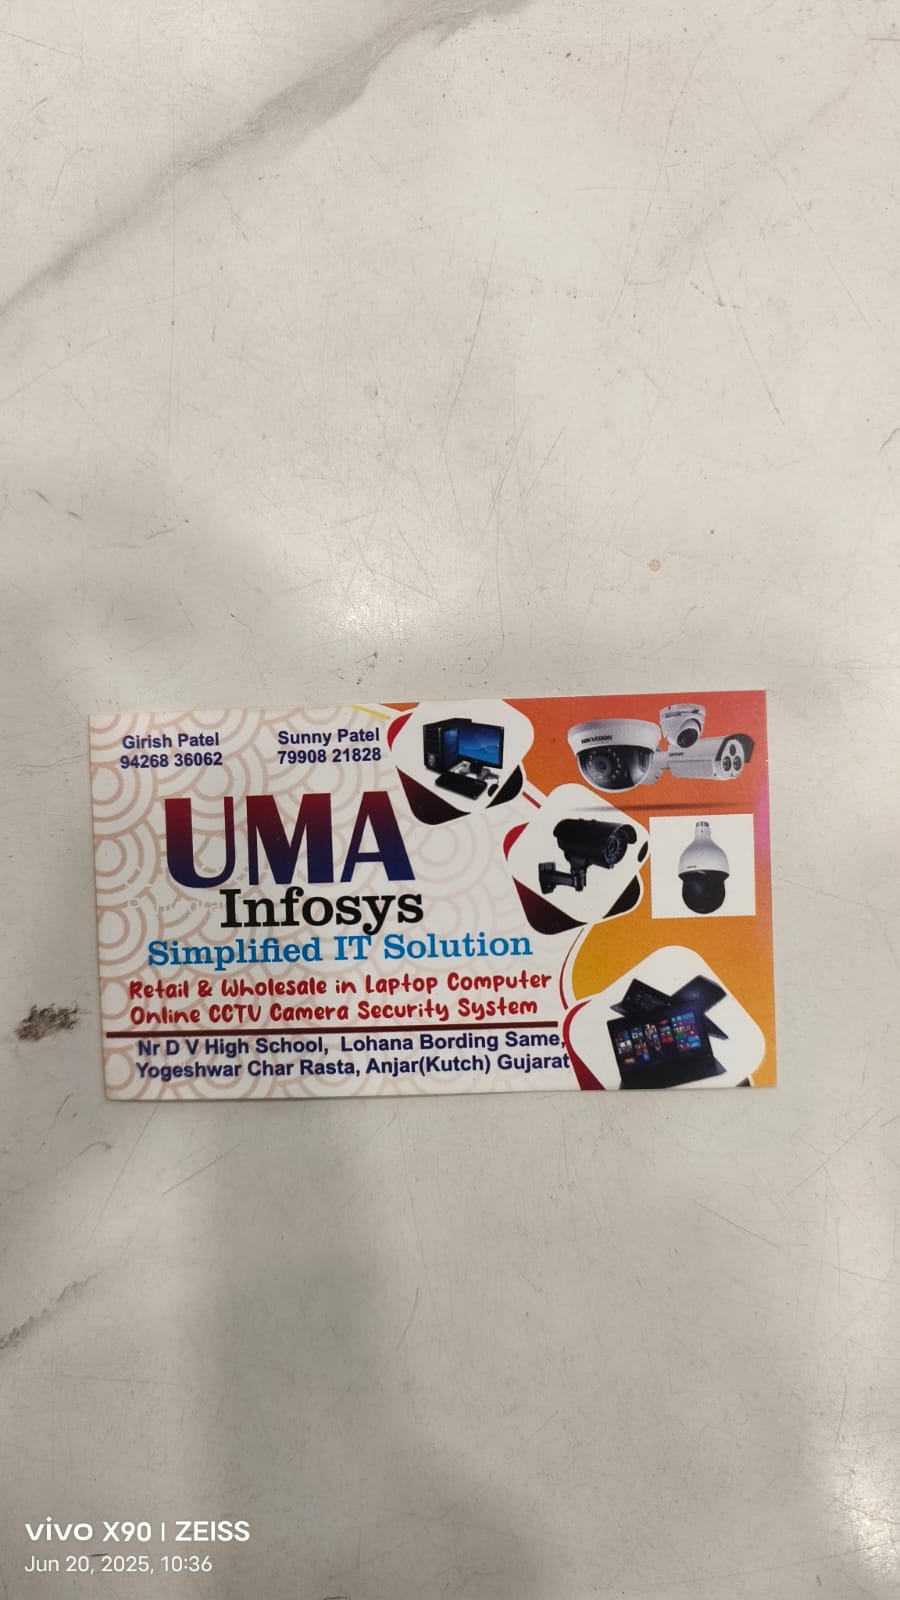 Girish Patel
94268 36062
Sunny Patel
79908 21828
UMA
Infosys
Simplified IT Solution
Retail & Wholesale in Laptop Computer
Online CCTV Camera Security System
Nr D V High School, Lohana Bording Same,
Yogeshwar Char Rasta, Anjar(Kutch) Gujarat
HIKVISION
vivo X90 | ZEISS
Jun 20, 2025, 10:36